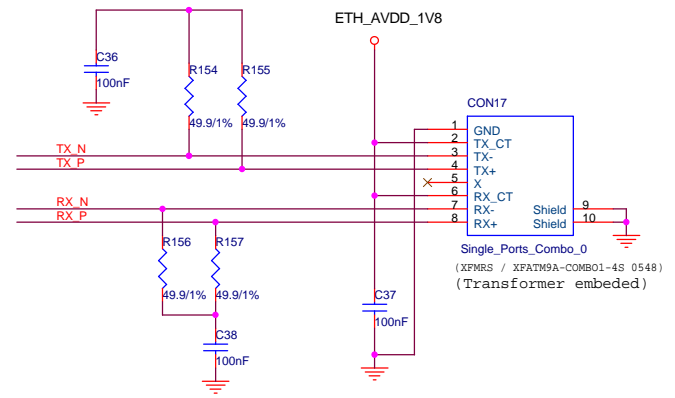 ETH_AVDD_1V8
C36
100nF
R154
R155
49.9/1%
49.9/1%
CON17
TX_N
TX_P
RX_N
RX_P
1
2
3
4
5
6
7
8
GND
TX_CT
TX-
TX+
X
RX_CT
RX-
RX+
Shield
Shield
9
10
Single_Ports_Combo_0
(XFMRS / XFATM9A-COMBO1-4S 0548)
(Transformer embeded)
R156
R157
49.9/1%
49.9/1%
C37
100nF
C38
100nF